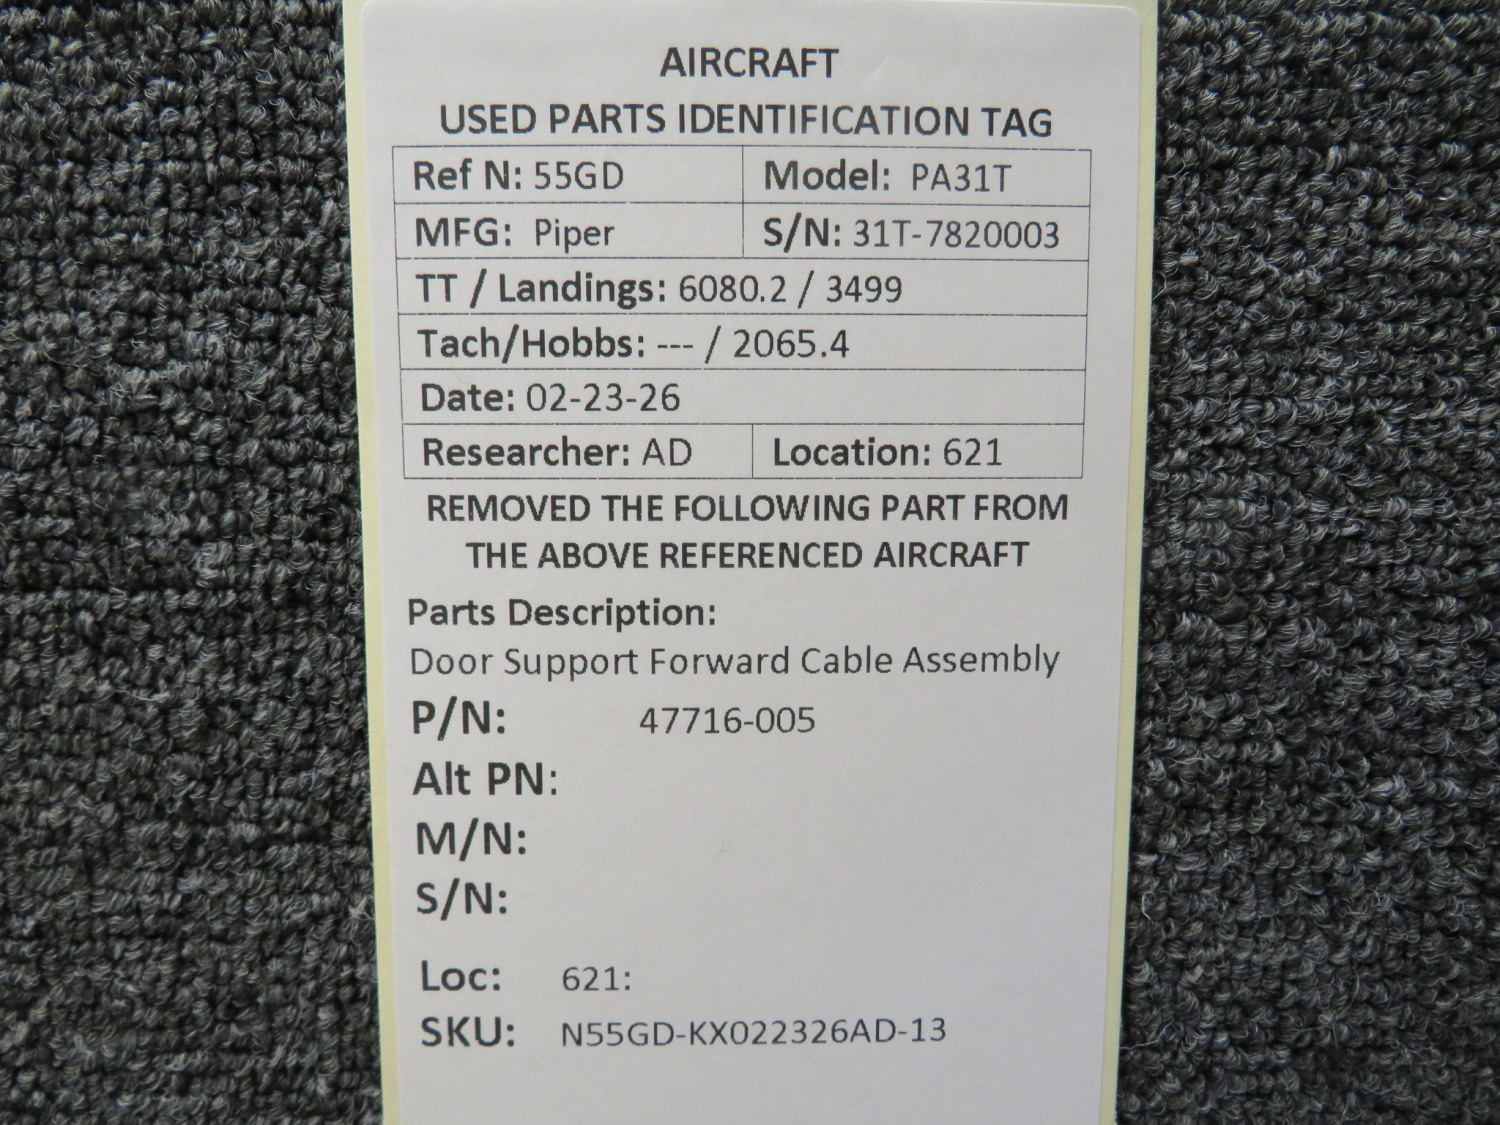 AIRCRAFT
USED PARTS IDENTIFICATION TAG
Ref N: 55GD Model: PA31T
MFG: Piper S/N: 31T-7820003
TT / Landings: 6080.2 / 3499
Tach/Hobbs: --- / 2065.4
Date: 02-23-26
Researcher: AD Location: 621
REMOVED THE FOLLOWING PART FROM
THE ABOVE REFERENCED AIRCRAFT
Parts Description:
Door Support Forward Cable Assembly
P/N: 47716-005
Alt PN:
M/N:
S/N:
Loc: 621:
SKU: N55GD-KX022326AD-13